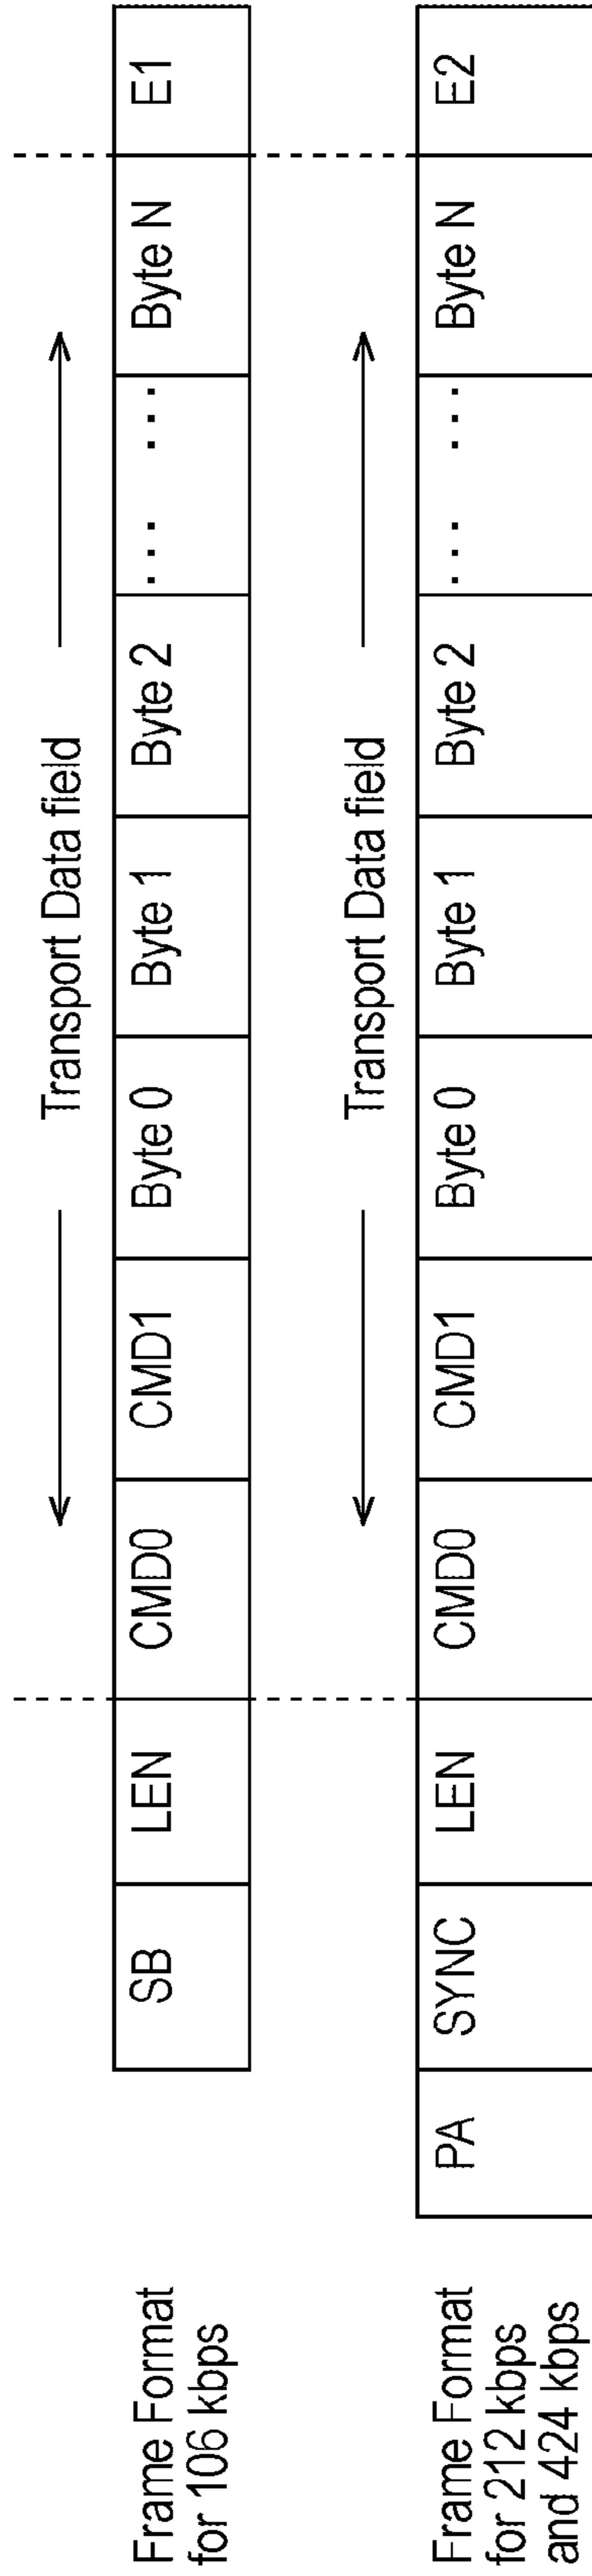 Transport Data field
Frame Format
for 106 kbps
SB LEN CMD0 CMD1 Byte 0 Byte 1 Byte 2 ... ... Byte N E1
Transport Data field
Frame Format
for 212 kbps
and 424 kbps
PA SYNC LEN CMD0 CMD1 Byte 0 Byte 1 Byte 2 ... ... Byte N E2